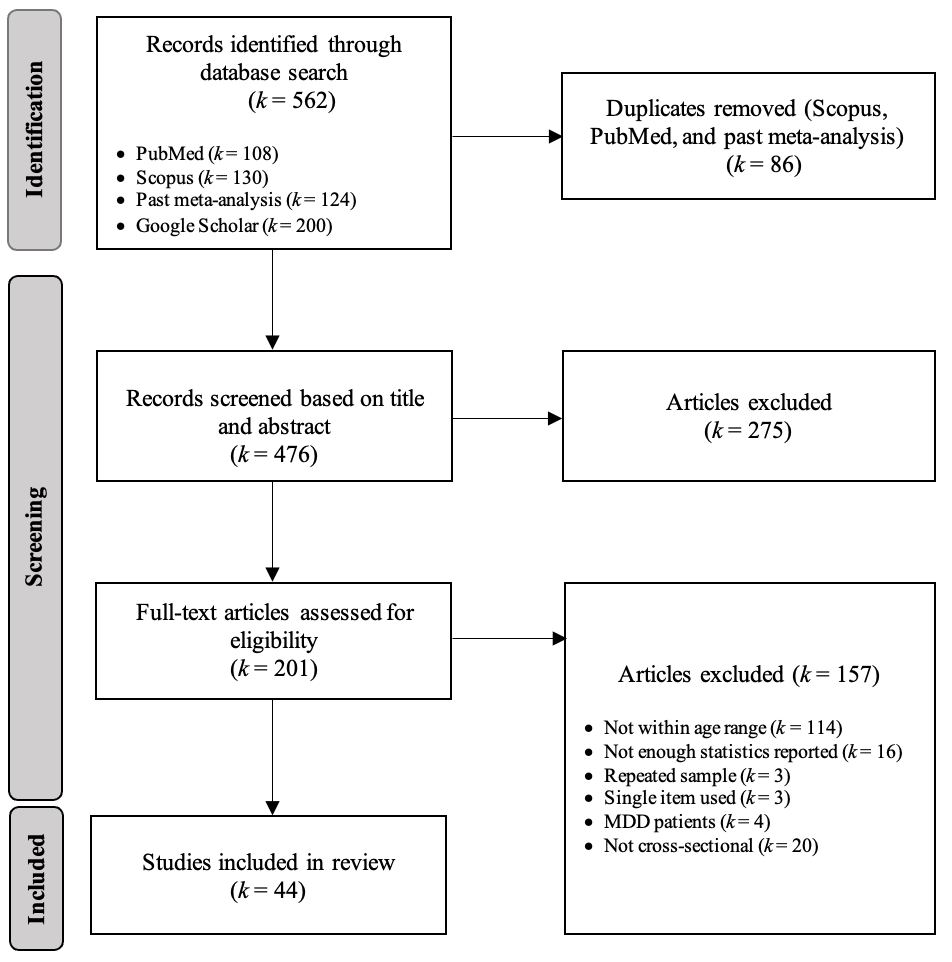 Identification
Records identified through
database search
(k = 562)
• PubMed (k = 108)
• Scopus (k = 130)
• Past meta-analysis (k = 124)
• Google Scholar (k = 200)
Duplicates removed (Scopus,
PubMed, and past meta-analysis)
(k = 86)
Screening
Records screened based on title
and abstract
(k = 476)
Articles excluded
(k = 275)
Full-text articles assessed for
eligibility
(k = 201)
Articles excluded (k = 157)
• Not within age range (k = 114)
• Not enough statistics reported (k = 16)
• Repeated sample (k = 3)
• Single item used (k = 3)
• MDD patients (k = 4)
• Not cross-sectional (k = 20)
Included
Studies included in review
(k = 44)